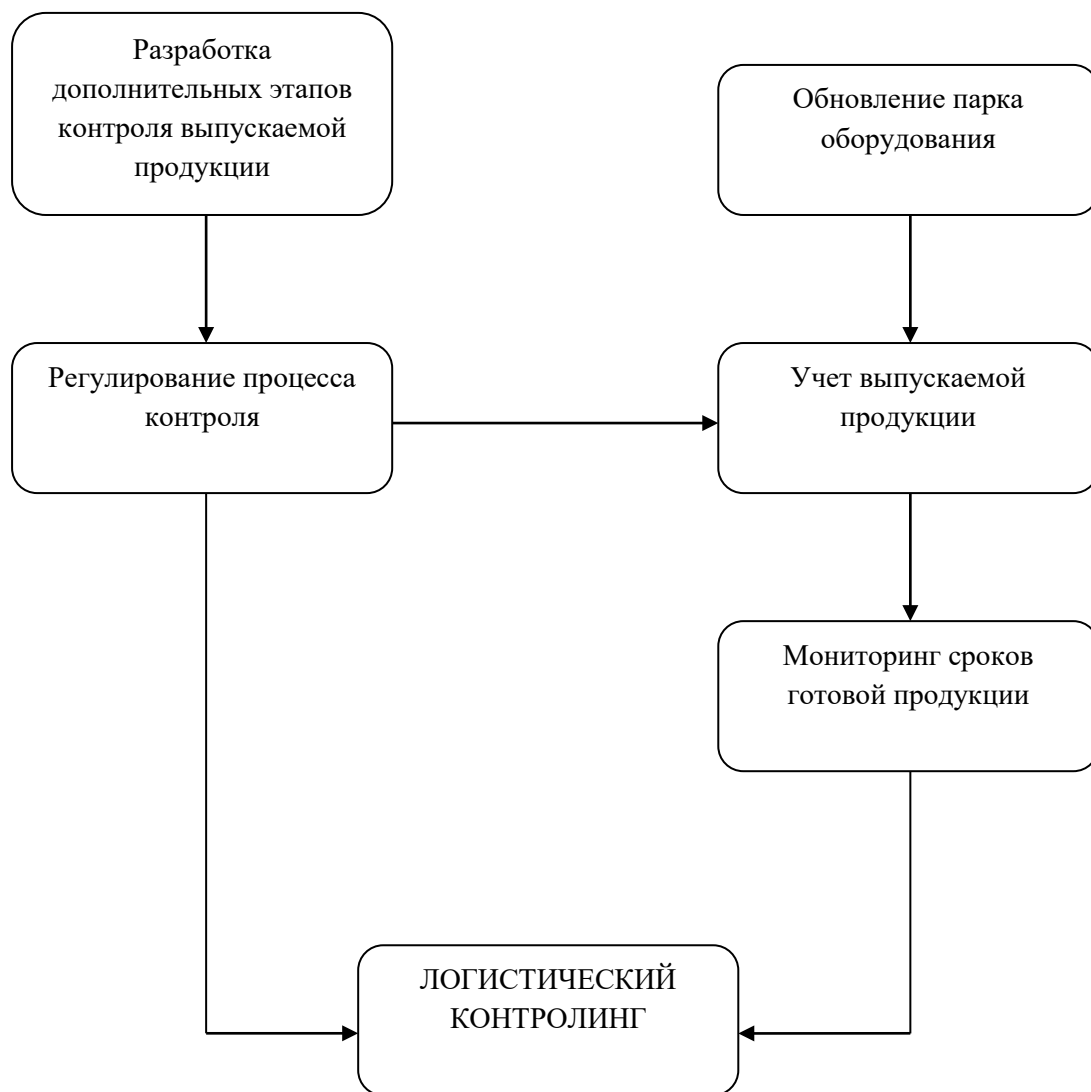 Разработка
дополнительных этапов
контроля выпускаемой
продукции
Обновление парка
оборудования
Регулирование процесса
контроля
Учет выпускаемой
продукции
Мониторинг сроков
готовой продукции
ЛОГИСТИЧЕСКИЙ
КОНТРОЛИНГ